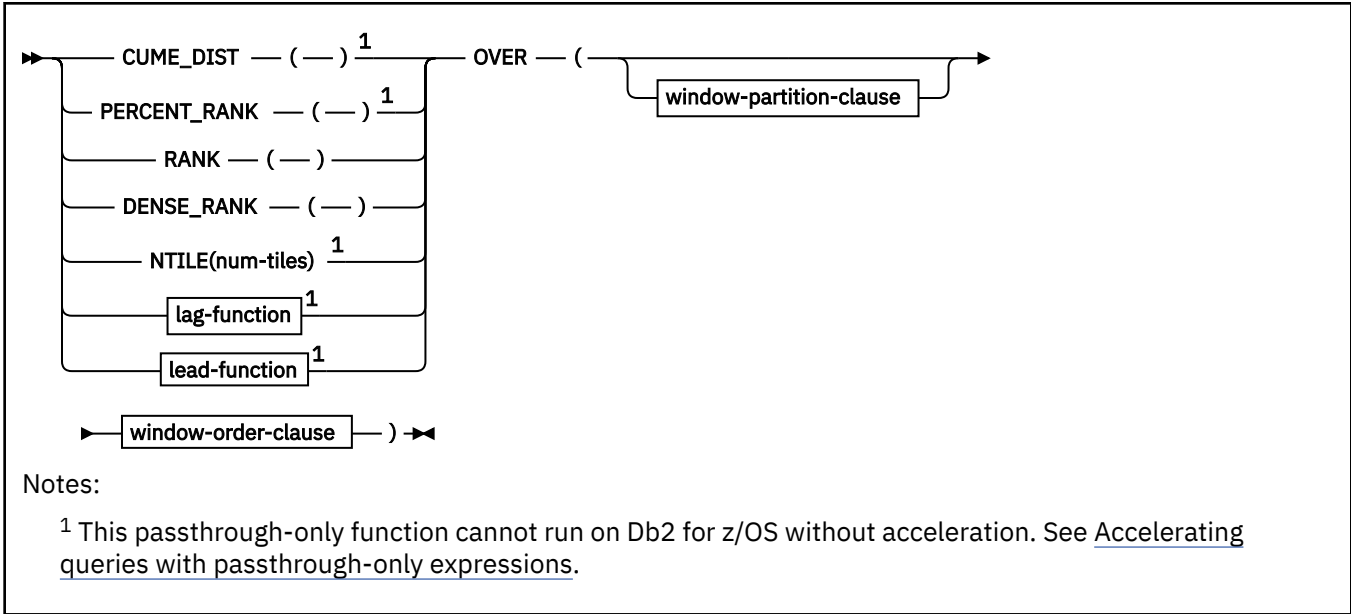 CUME_DIST ( ) 1 OVER (
window-partition-clause
PERCENT_RANK ( ) 1
RANK ( )
DENSE_RANK ( )
NTILE(num-tiles) 1
lag-function 1
lead-function 1
window-order-clause )
Notes:
1 This passthrough-only function cannot run on Db2 for z/OS without acceleration. See Accelerating
queries with passthrough-only expressions.